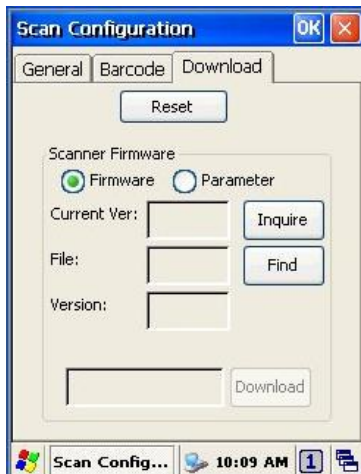 Scan Configuration OK
General Barcode Download
Reset
Scanner Firmware
Firmware Parameter
Current Ver: Inquire
File: Find
Version:
Download
Scan Config... 10:09 AM 1